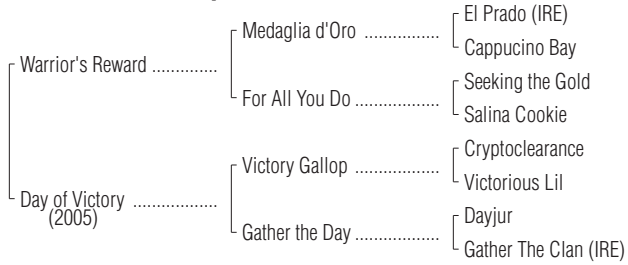 El Prado (IRE)
Medaglia d'Oro ................
Cappucino Bay
Warrior's Reward ..............
Seeking the Gold
For All You Do ..................
Salina Cookie
Cryptoclearance
Victory Gallop ..................
Victorious Lil
Day of Victory ..................
(2005)
Dayjur
Gather the Day ..................
Gather The Clan (IRE)